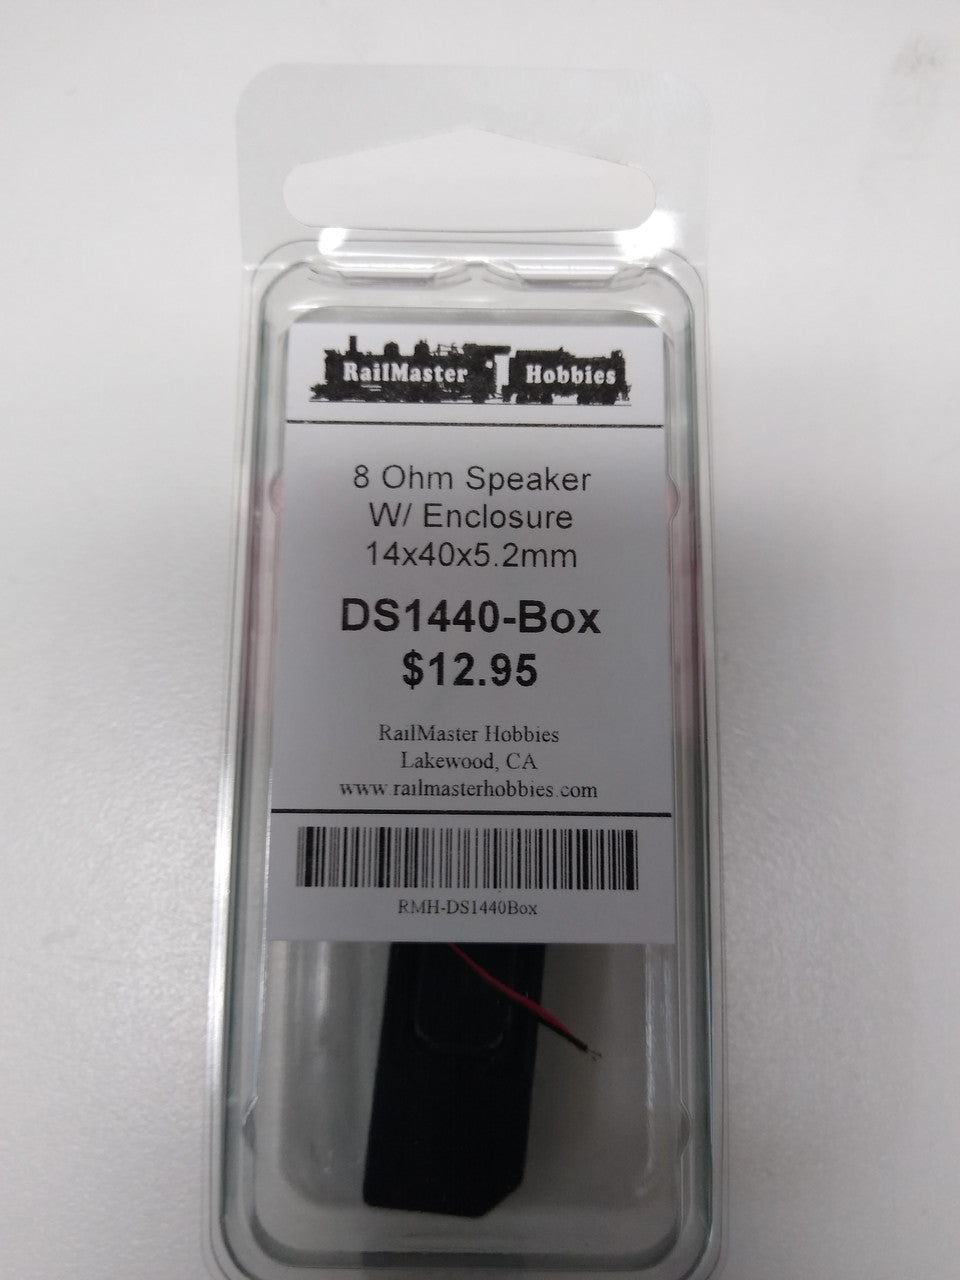 RailMaster Hobbies
8 Ohm Speaker
W/ Enclosure
14x40x5.2mm
DS1440-Box
$12.95
RailMaster Hobbies
Lakewood, CA
www.railmasterhobbies.com
RMH-DS1440Box